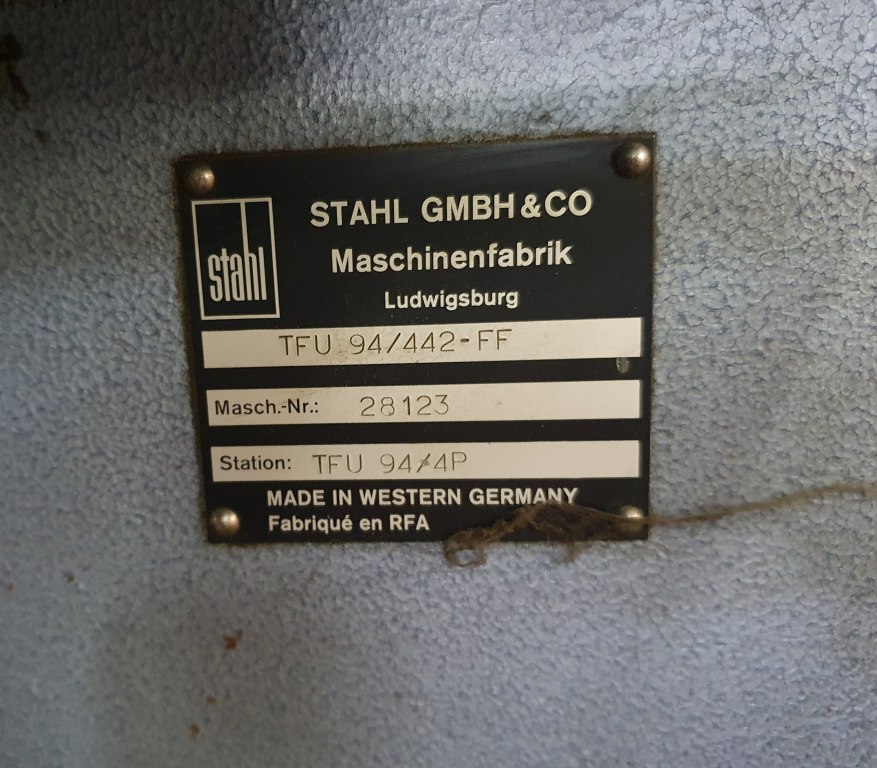 stahl
STAHL GMBH & CO
Maschinenfabrik
Ludwigsburg
TFU 94/442-FF
Masch.-Nr.: 28123
Station: TFU 94/4P
MADE IN WESTERN GERMANY
Fabriqué en RFA